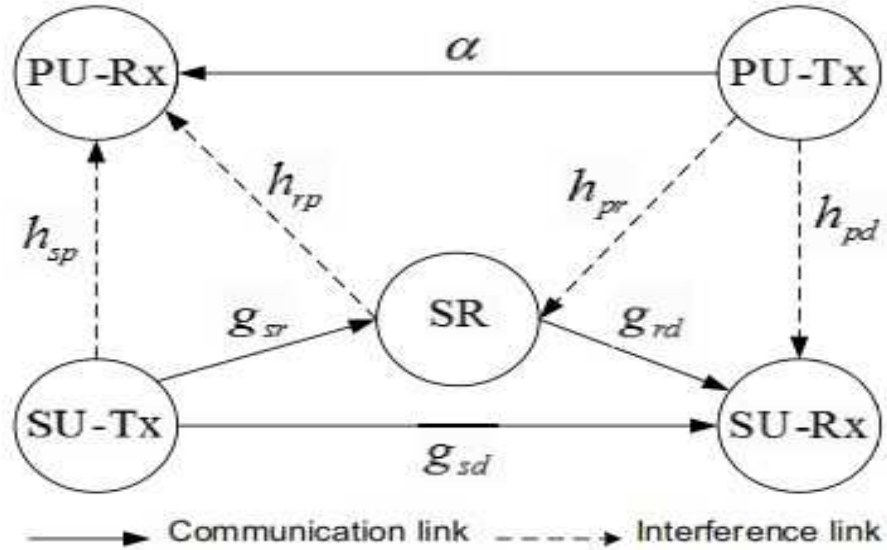 PU-Rx α PU-Tx
h_sp h_rp h_pr h_pd
SR
g_sr g_rd
SU-Tx SU-Rx
g_sd
Communication link Interference link